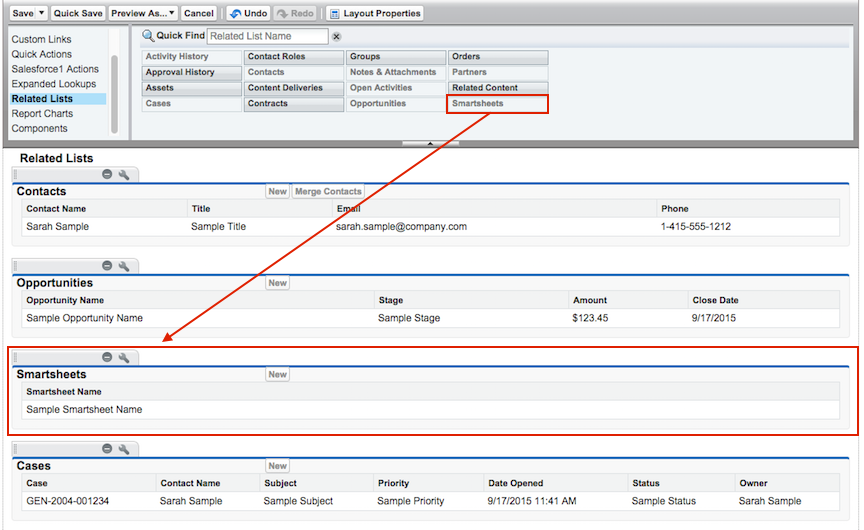 Save ▼ Quick Save Preview As... ▼ Cancel Undo Redo Layout Properties
Custom Links
Quick Actions
Salesforce1 Actions
Expanded Lookups
Related Lists
Report Charts
Components
Quick Find Related List Name
Activity History Contact Roles Groups Orders
Approval History Contacts Notes & Attachments Partners
Assets Content Deliveries Open Activities Related Content
Cases Contracts Opportunities Smartsheets
Related Lists
Contacts New Merge Contacts
Contact Name Title Email Phone
Sarah Sample Sample Title sarah.sample@company.com 1-415-555-1212
Opportunities New
Opportunity Name Stage Amount Close Date
Sample Opportunity Name Sample Stage $123.45 9/17/2015
Smartsheets New
Smartsheet Name
Sample Smartsheet Name
Cases New
Case Contact Name Subject Priority Date Opened Status Owner
GEN-2004-001234 Sarah Sample Sample Subject Sample Priority 9/17/2015 11:41 AM Sample Status Sarah Sample